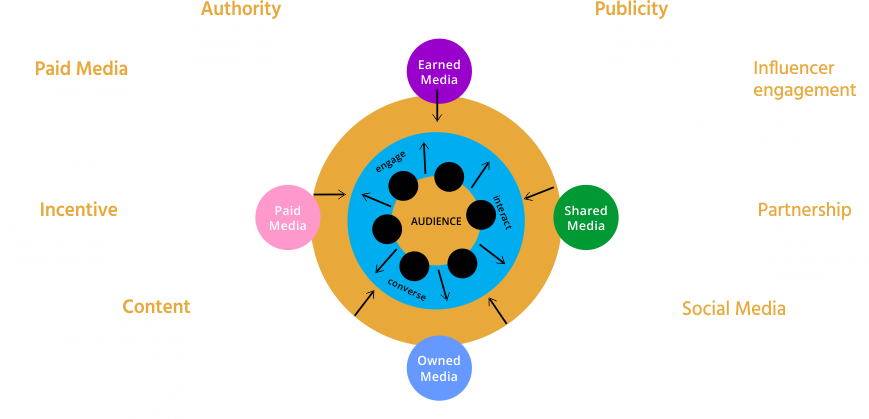 Authority
Publicity
Paid Media
Earned
Media
Influencer
engagement
engage
interact
Incentive
Paid
Media
AUDIENCE
Shared
Media
Partnership
converse
Content
Social Media
Owned
Media